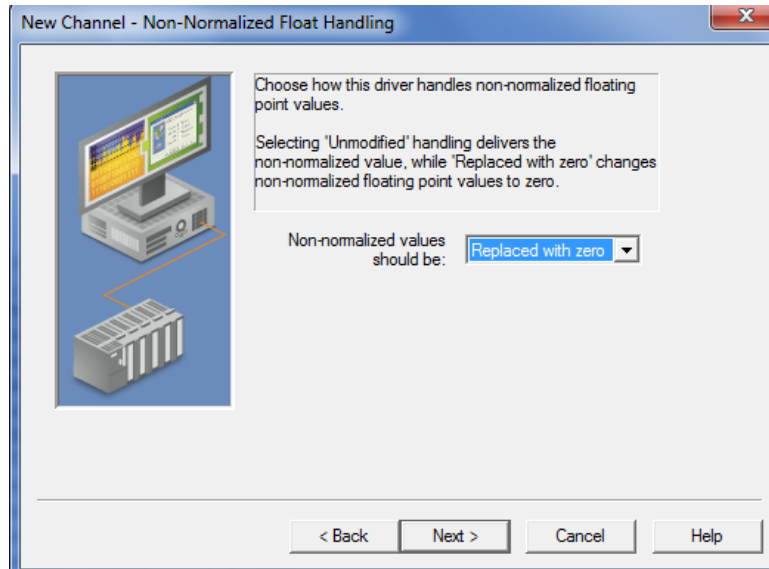 New Channel - Non-Normalized Float Handling
Choose how this driver handles non-normalized floating
point values.
Selecting 'Unmodified' handling delivers the
non-normalized value, while 'Replaced with zero' changes
non-normalized floating point values to zero.
Non-normalized values
should be:
Replaced with zero
< Back
Next >
Cancel
Help